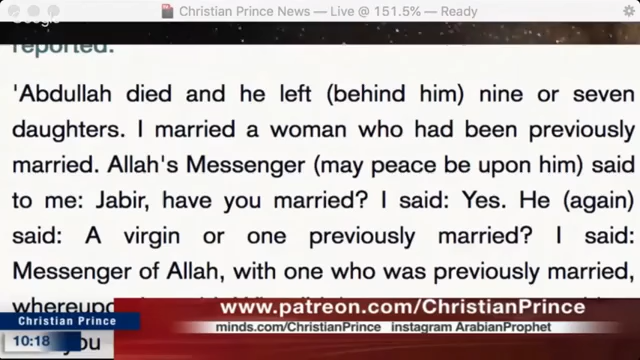 Christian Prince News — Live @ 151.5% — Ready
reported.
'Abdullah died and he left (behind him) nine or seven
daughters. I married a woman who had been previously
married. Allah's Messenger (may peace be upon him) said
to me: Jabir, have you married? I said: Yes. He (again)
said: A virgin or one previously married? I said:
Messenger of Allah, with one who was previously married,
www.patreon.com/ChristianPrince
Christian Prince
minds.com/ChristianPrince instagram ArabianProphet
10:18
you